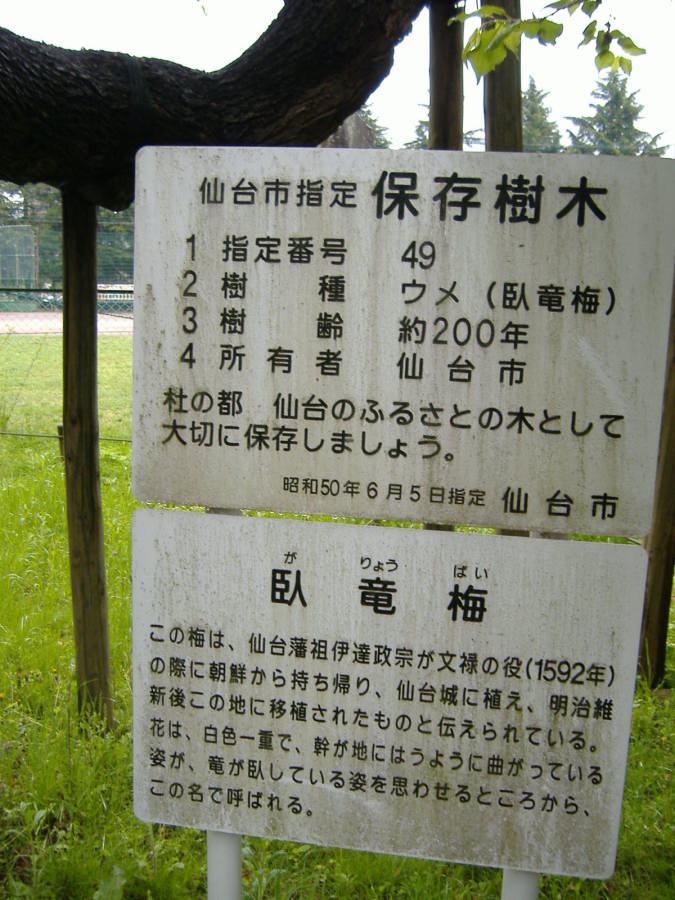 仙台市指定 保存樹木
1 指定番号 49
2 樹種 ウメ（臥竜梅）
3 樹齢 約200年
4 所有者 仙台市
杜の都 仙台のふるさとの木として
大切に保存しましょう。
昭和50年6月5日指定 仙台市
が りょう ばい
臥竜梅
この梅は、仙台藩祖伊達政宗が文禄の役(1592年)
の際に朝鮮から持ち帰り、仙台城に植え、明治維
新後この地に移植されたものと伝えられている。
花は、白色一重で、幹が地にはうように曲がっている
姿が、竜が臥している姿を思わせるところから、
この名で呼ばれる。